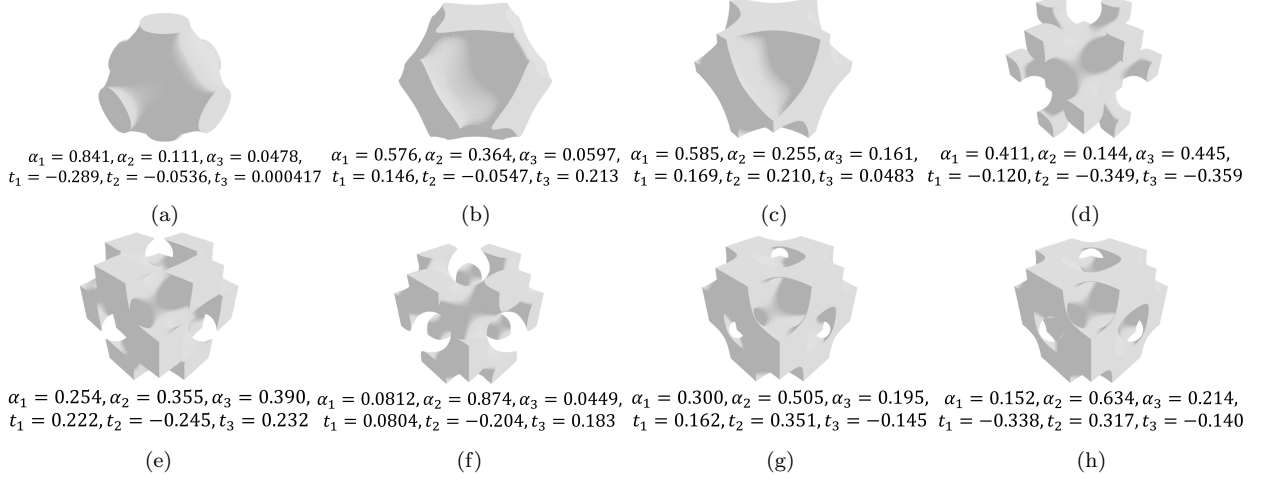 α₁ = 0.841, α₂ = 0.111, α₃ = 0.0478,
t₁ = −0.289, t₂ = −0.0536, t₃ = 0.000417
(a)
α₁ = 0.576, α₂ = 0.364, α₃ = 0.0597,
t₁ = 0.146, t₂ = −0.0547, t₃ = 0.213
(b)
α₁ = 0.585, α₂ = 0.255, α₃ = 0.161,
t₁ = 0.169, t₂ = 0.210, t₃ = 0.0483
(c)
α₁ = 0.411, α₂ = 0.144, α₃ = 0.445,
t₁ = −0.120, t₂ = −0.349, t₃ = −0.359
(d)
α₁ = 0.254, α₂ = 0.355, α₃ = 0.390,
t₁ = 0.222, t₂ = −0.245, t₃ = 0.232
(e)
α₁ = 0.0812, α₂ = 0.874, α₃ = 0.0449,
t₁ = 0.0804, t₂ = −0.204, t₃ = 0.183
(f)
α₁ = 0.300, α₂ = 0.505, α₃ = 0.195,
t₁ = 0.162, t₂ = 0.351, t₃ = −0.145
(g)
α₁ = 0.152, α₂ = 0.634, α₃ = 0.214,
t₁ = −0.338, t₂ = 0.317, t₃ = −0.140
(h)